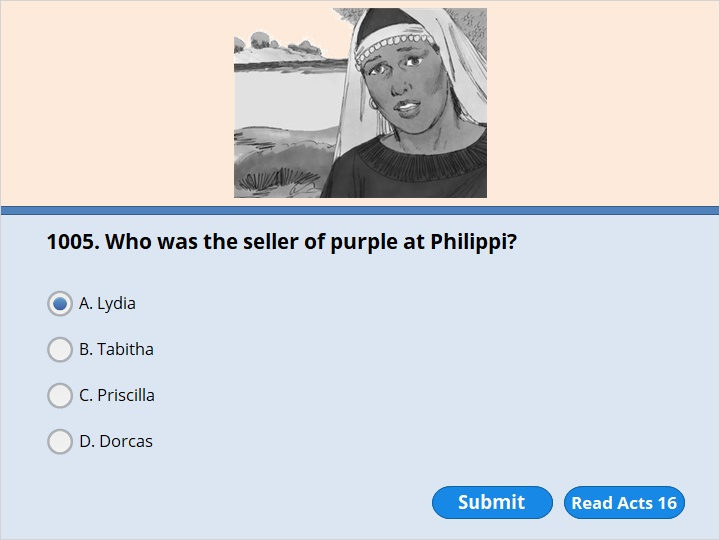 1005. Who was the seller of purple at Philippi?
A. Lydia
B. Tabitha
C. Priscilla
D. Dorcas
Submit
Read Acts 16